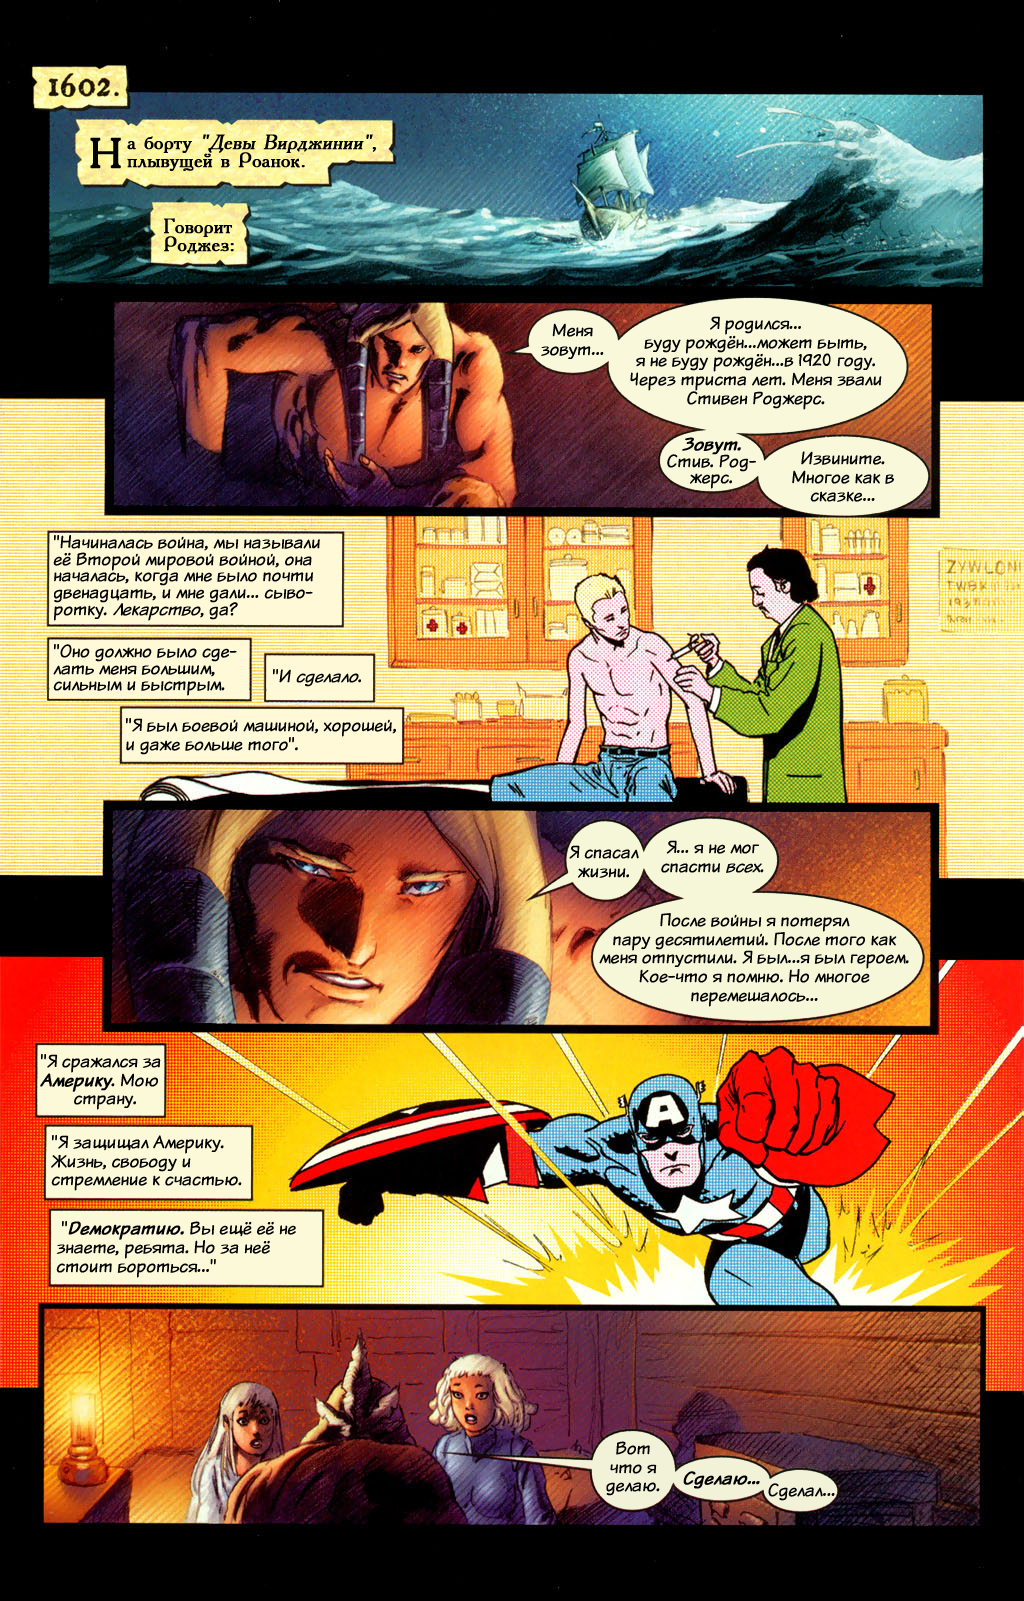 1602.
На борту "Девы Вирджинии",
плывущей в Роанок.
Говорит
Роджез:
Меня
зовут...
Я родился...
буду рождён...может быть,
я не буду рождён...в 1920 году.
Через триста лет. Меня звали
Стивен Роджерс.
Зовут.
Стив. Род-
жерс.
Извините.
Многое как в
сказке...
"Начиналась война, мы называли
её Второй мировой войной, она
началась, когда мне было почти
двенадцать, и мне дали... сыво-
ротку. Лекарство, да?
"Оно должно было сде-
лать меня большим,
сильным и быстрым.
"И сделало.
"Я был боевой машиной, хорошей,
и даже больше того".
Я спасал
жизни.
Я... я не мог
спасти всех.
После войны я потерял
пару десятилетий. После того как
меня отпустили. Я был...я был героем.
Кое-что я помню. Но многое
перемешалось...
"Я сражался за
Америку. Мою
страну.
"Я защищал Америку.
Жизнь, свободу и
стремление к счастью.
"Демократию. Вы ещё её не
знаете, ребята. Но за неё
стоит бороться..."
A
Вот
что я
делаю.
Сделаю...
Сделал...